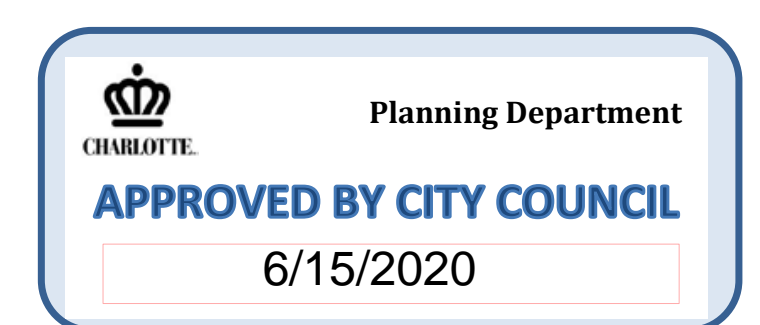 Planning Department
CHARLOTTE.
APPROVED BY CITY COUNCIL
6/15/2020